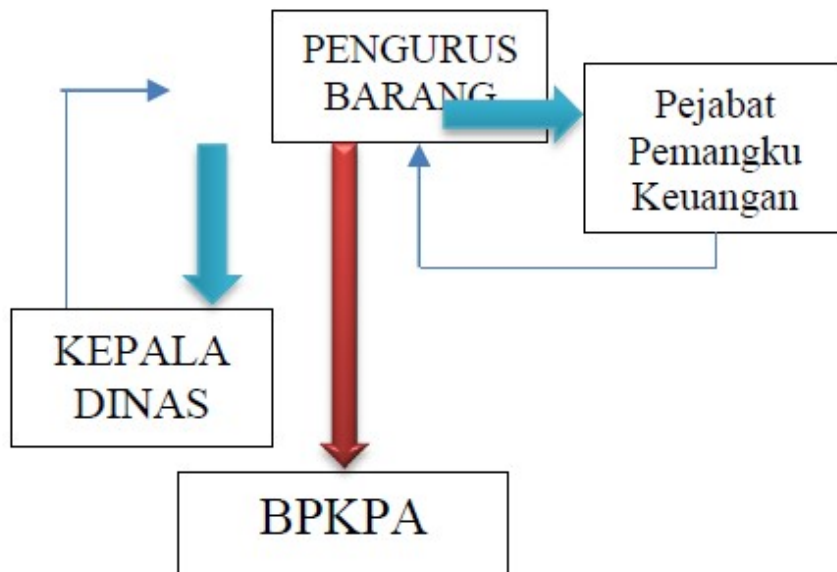 PENGURUS
BARANG
Pejabat
Pemangku
Keuangan
KEPALA
DINAS
BPKPA